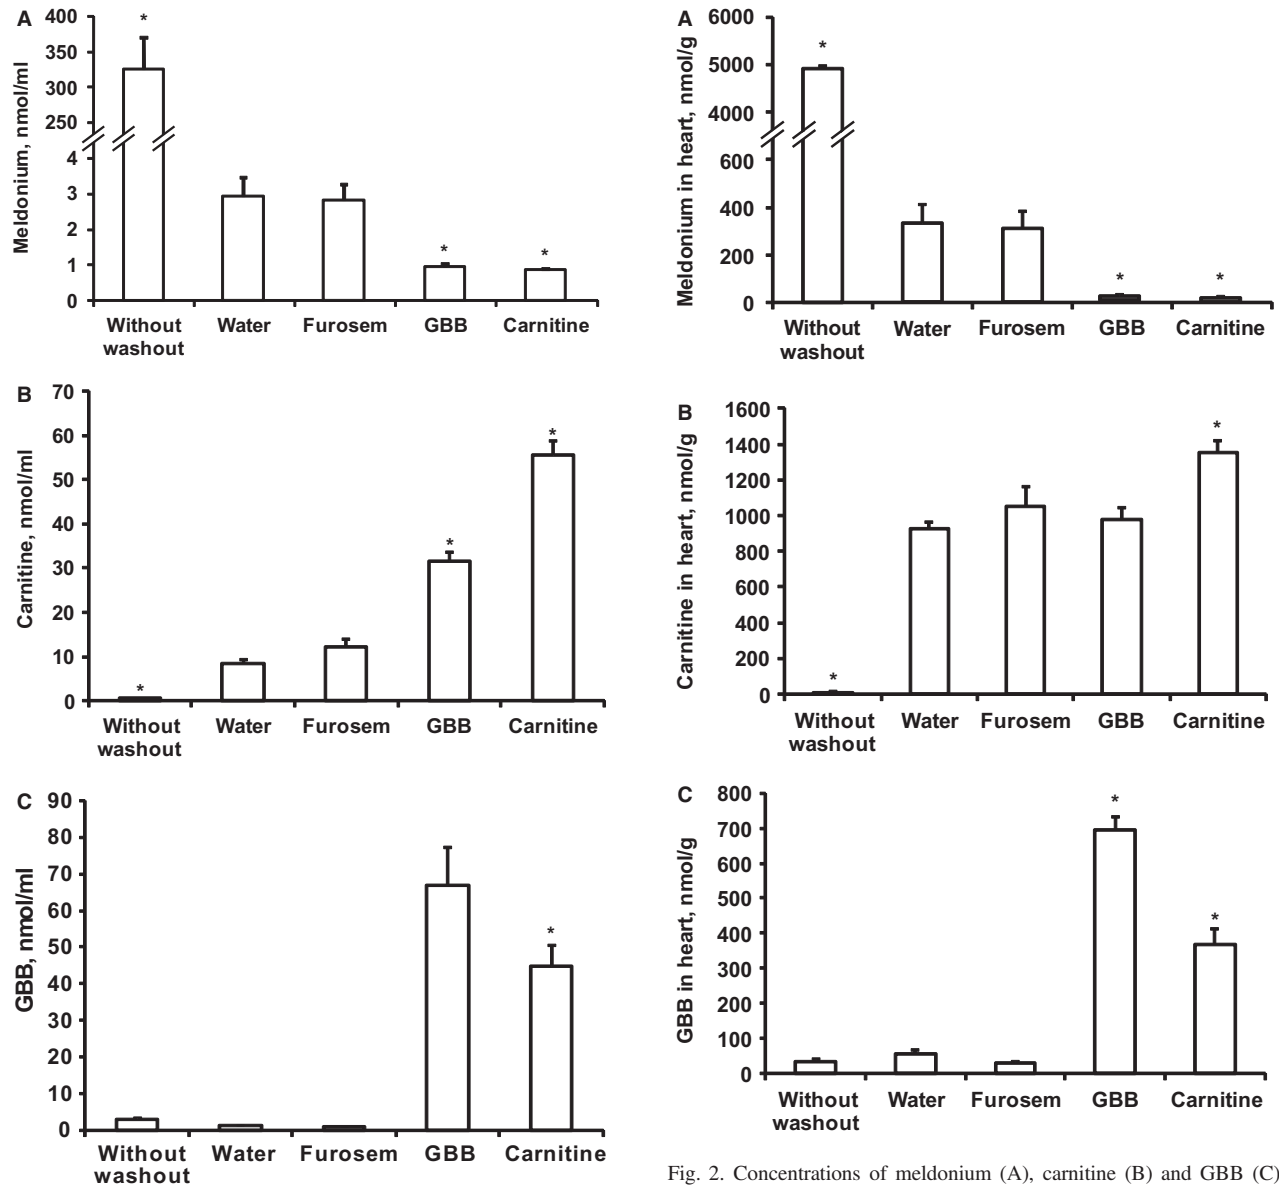 A
Meldonium, nmol/ml
400
*
350
300
250
4
3
2
1
*
*
0
Without washout
Water
Furosem
GBB
Carnitine
B
Carnitine, nmol/ml
70
60
50
40
30
20
10
0
*
*
*
Without washout
Water
Furosem
GBB
Carnitine
C
GBB, nmol/ml
90
80
70
60
50
40
30
20
10
0
*
Without washout
Water
Furosem
GBB
Carnitine
A
Meldonium in heart, nmol/g
6000
*
5000
4000
600
400
200
0
*
*
Without washout
Water
Furosem
GBB
Carnitine
B
Carnitine in heart, nmol/g
1600
1400
1200
1000
800
600
400
200
0
*
*
Without washout
Water
Furosem
GBB
Carnitine
C
GBB in heart, nmol/g
800
700
600
500
400
300
200
100
0
*
*
Without washout
Water
Furosem
GBB
Carnitine
Fig. 2. Concentrations of meldonium (A), carnitine (B) and GBB (C)